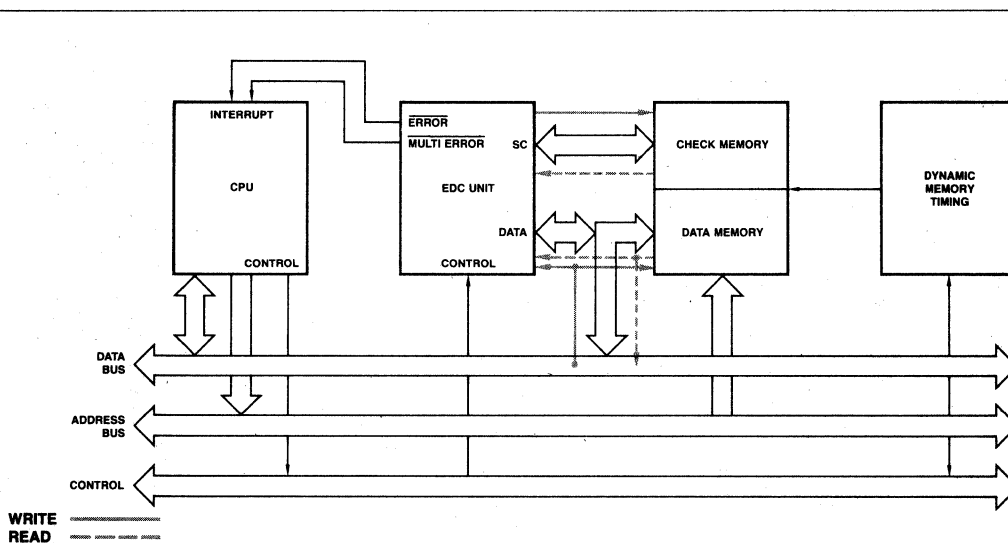 INTERRUPT
CPU
CONTROL
ERROR
MULTI ERROR
SC
EDC UNIT
DATA
CONTROL
CHECK MEMORY
DATA MEMORY
DYNAMIC
MEMORY
TIMING
DATA
BUS
ADDRESS
BUS
CONTROL
WRITE
READ